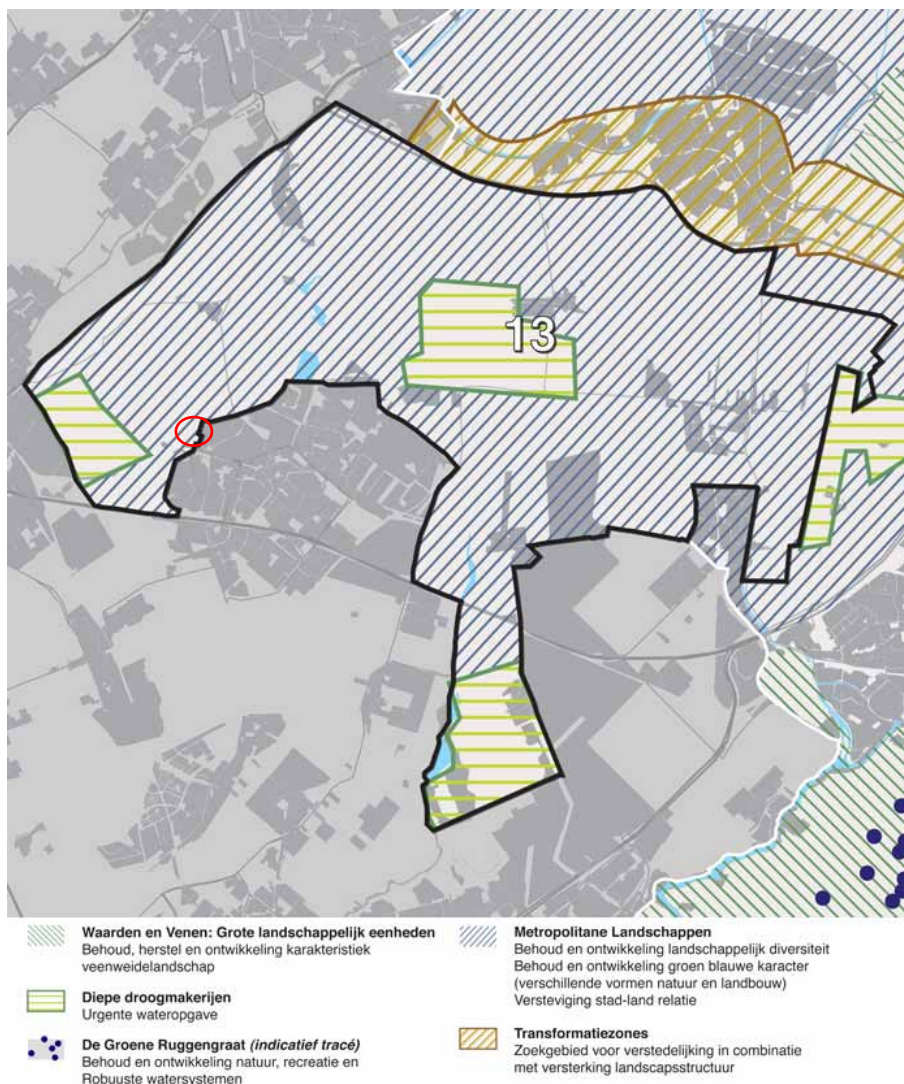 13
Waarden en Venen: Grote landschappelijk eenheden
Behoud, herstel en ontwikkeling karakteristiek
veenweidelandschap
Diepe droogmakerijen
Urgente wateropgave
De Groene Ruggengraat (indicatief tracé)
Behoud en ontwikkeling natuur, recreatie en
Robuuste watersystemen
Metropolitane Landschappen
Behoud en ontwikkeling landschappelijk diversiteit
Behoud en ontwikkeling groen blauwe karacter
(verschillende vormen natuur en landbouw)
Versteviging stad-land relatie
Transformatiezones
Zoekgebied voor verstedelijking in combinatie
met versterking landscapsstructuur